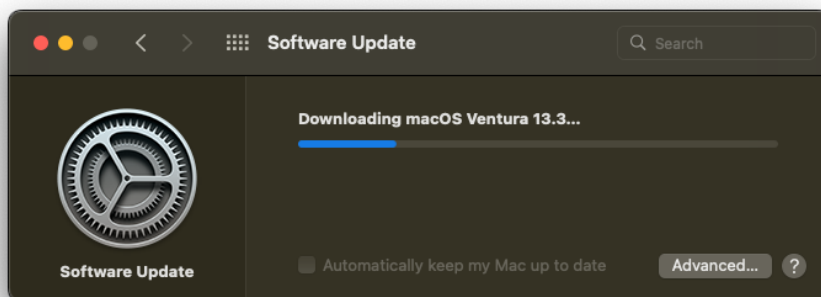 Software Update
Search
Downloading macOS Ventura 13.3...
Software Update
Automatically keep my Mac up to date
Advanced...
?